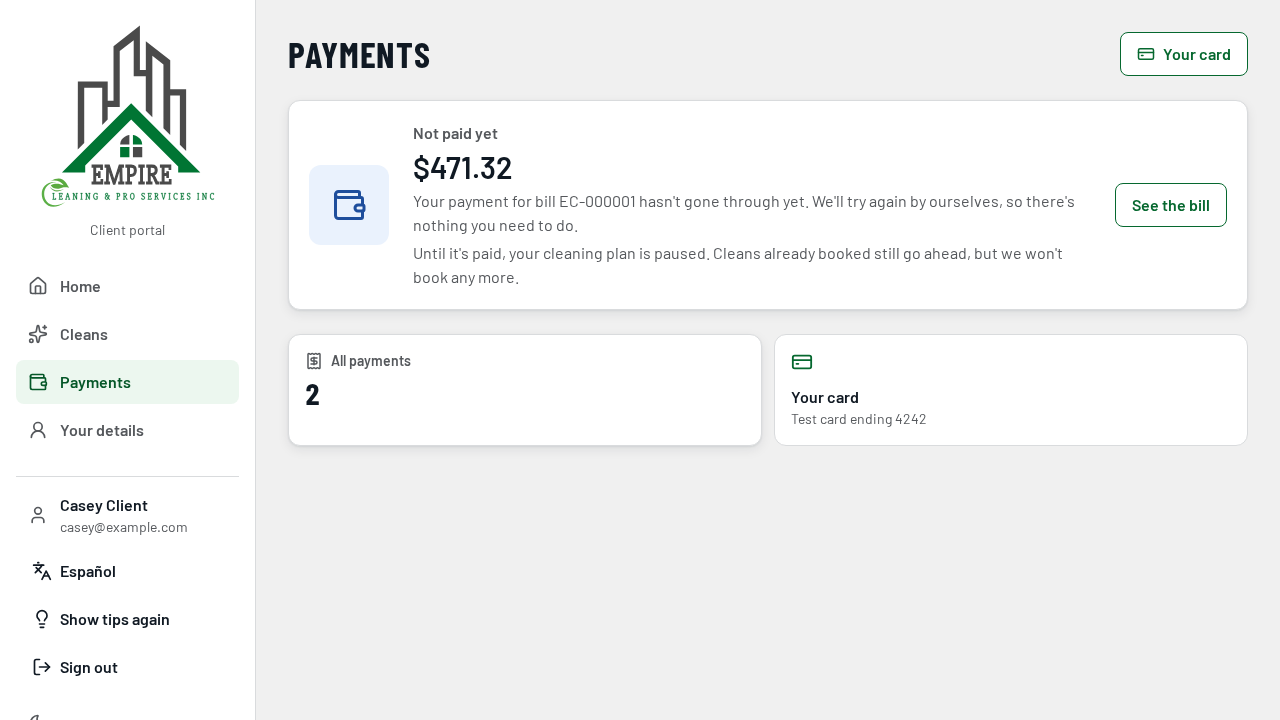 EMPIRE
LEANING & PRO SERVICES INC
Client portal
Home
Cleans
Payments
Your details
Casey Client
casey@example.com
Español
Show tips again
Sign out
PAYMENTS
Your card
Not paid yet
$471.32
Your payment for bill EC-000001 hasn't gone through yet. We'll try again by ourselves, so there's
nothing you need to do.
Until it's paid, your cleaning plan is paused. Cleans already booked still go ahead, but we won't
book any more.
See the bill
All payments
2
Your card
Test card ending 4242